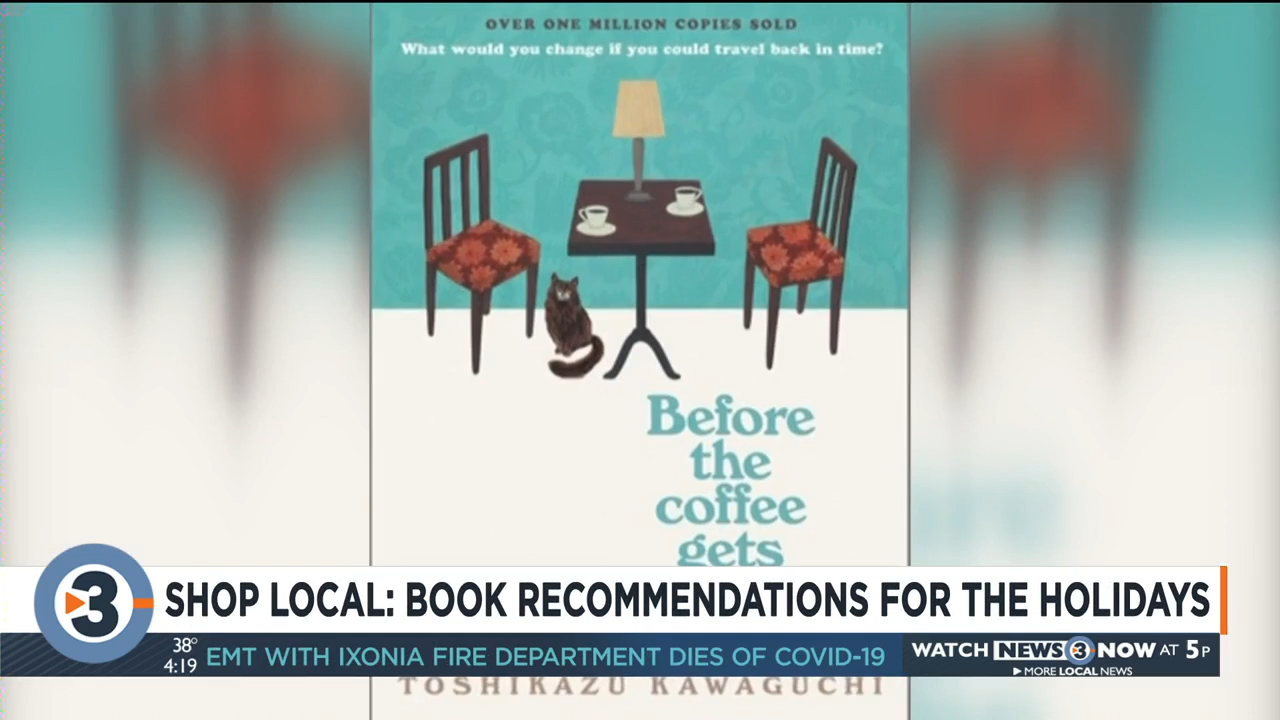 OVER ONE MILLION COPIES SOLD
What would you change if you could travel back in time?
Before
the
coffee
gets
3 SHOP LOCAL: BOOK RECOMMENDATIONS FOR THE HOLIDAYS
38°
4:19
EMT WITH IXONIA FIRE DEPARTMENT DIES OF COVID-19
WATCH NEWS 3 NOW AT 5P
MORE LOCAL NEWS
TOSHIKAZU KAWAGUCHI